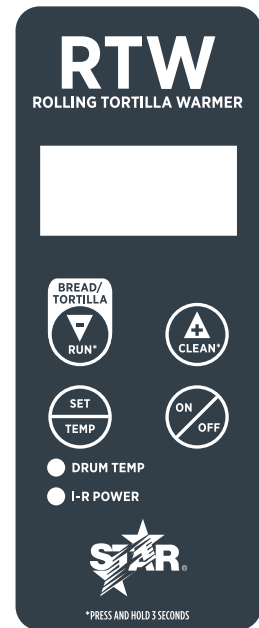 RTW
ROLLING TORTILLA WARMER
BREAD/
TORTILLA
-
RUN*
+
CLEAN*
SET
TEMP
ON
OFF
DRUM TEMP
I-R POWER
STAR®
*PRESS AND HOLD 3 SECONDS